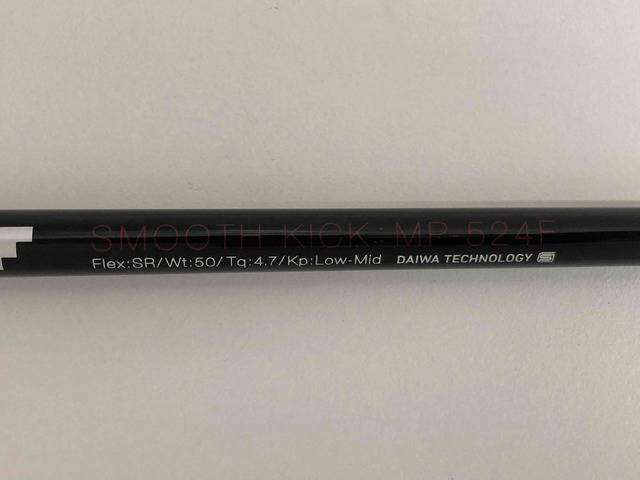 SMOOTH KICK MP-524F
Flex:SR/Wt:50/Tq:4.7/Kp:Low-Mid DAIWA TECHNOLOGY